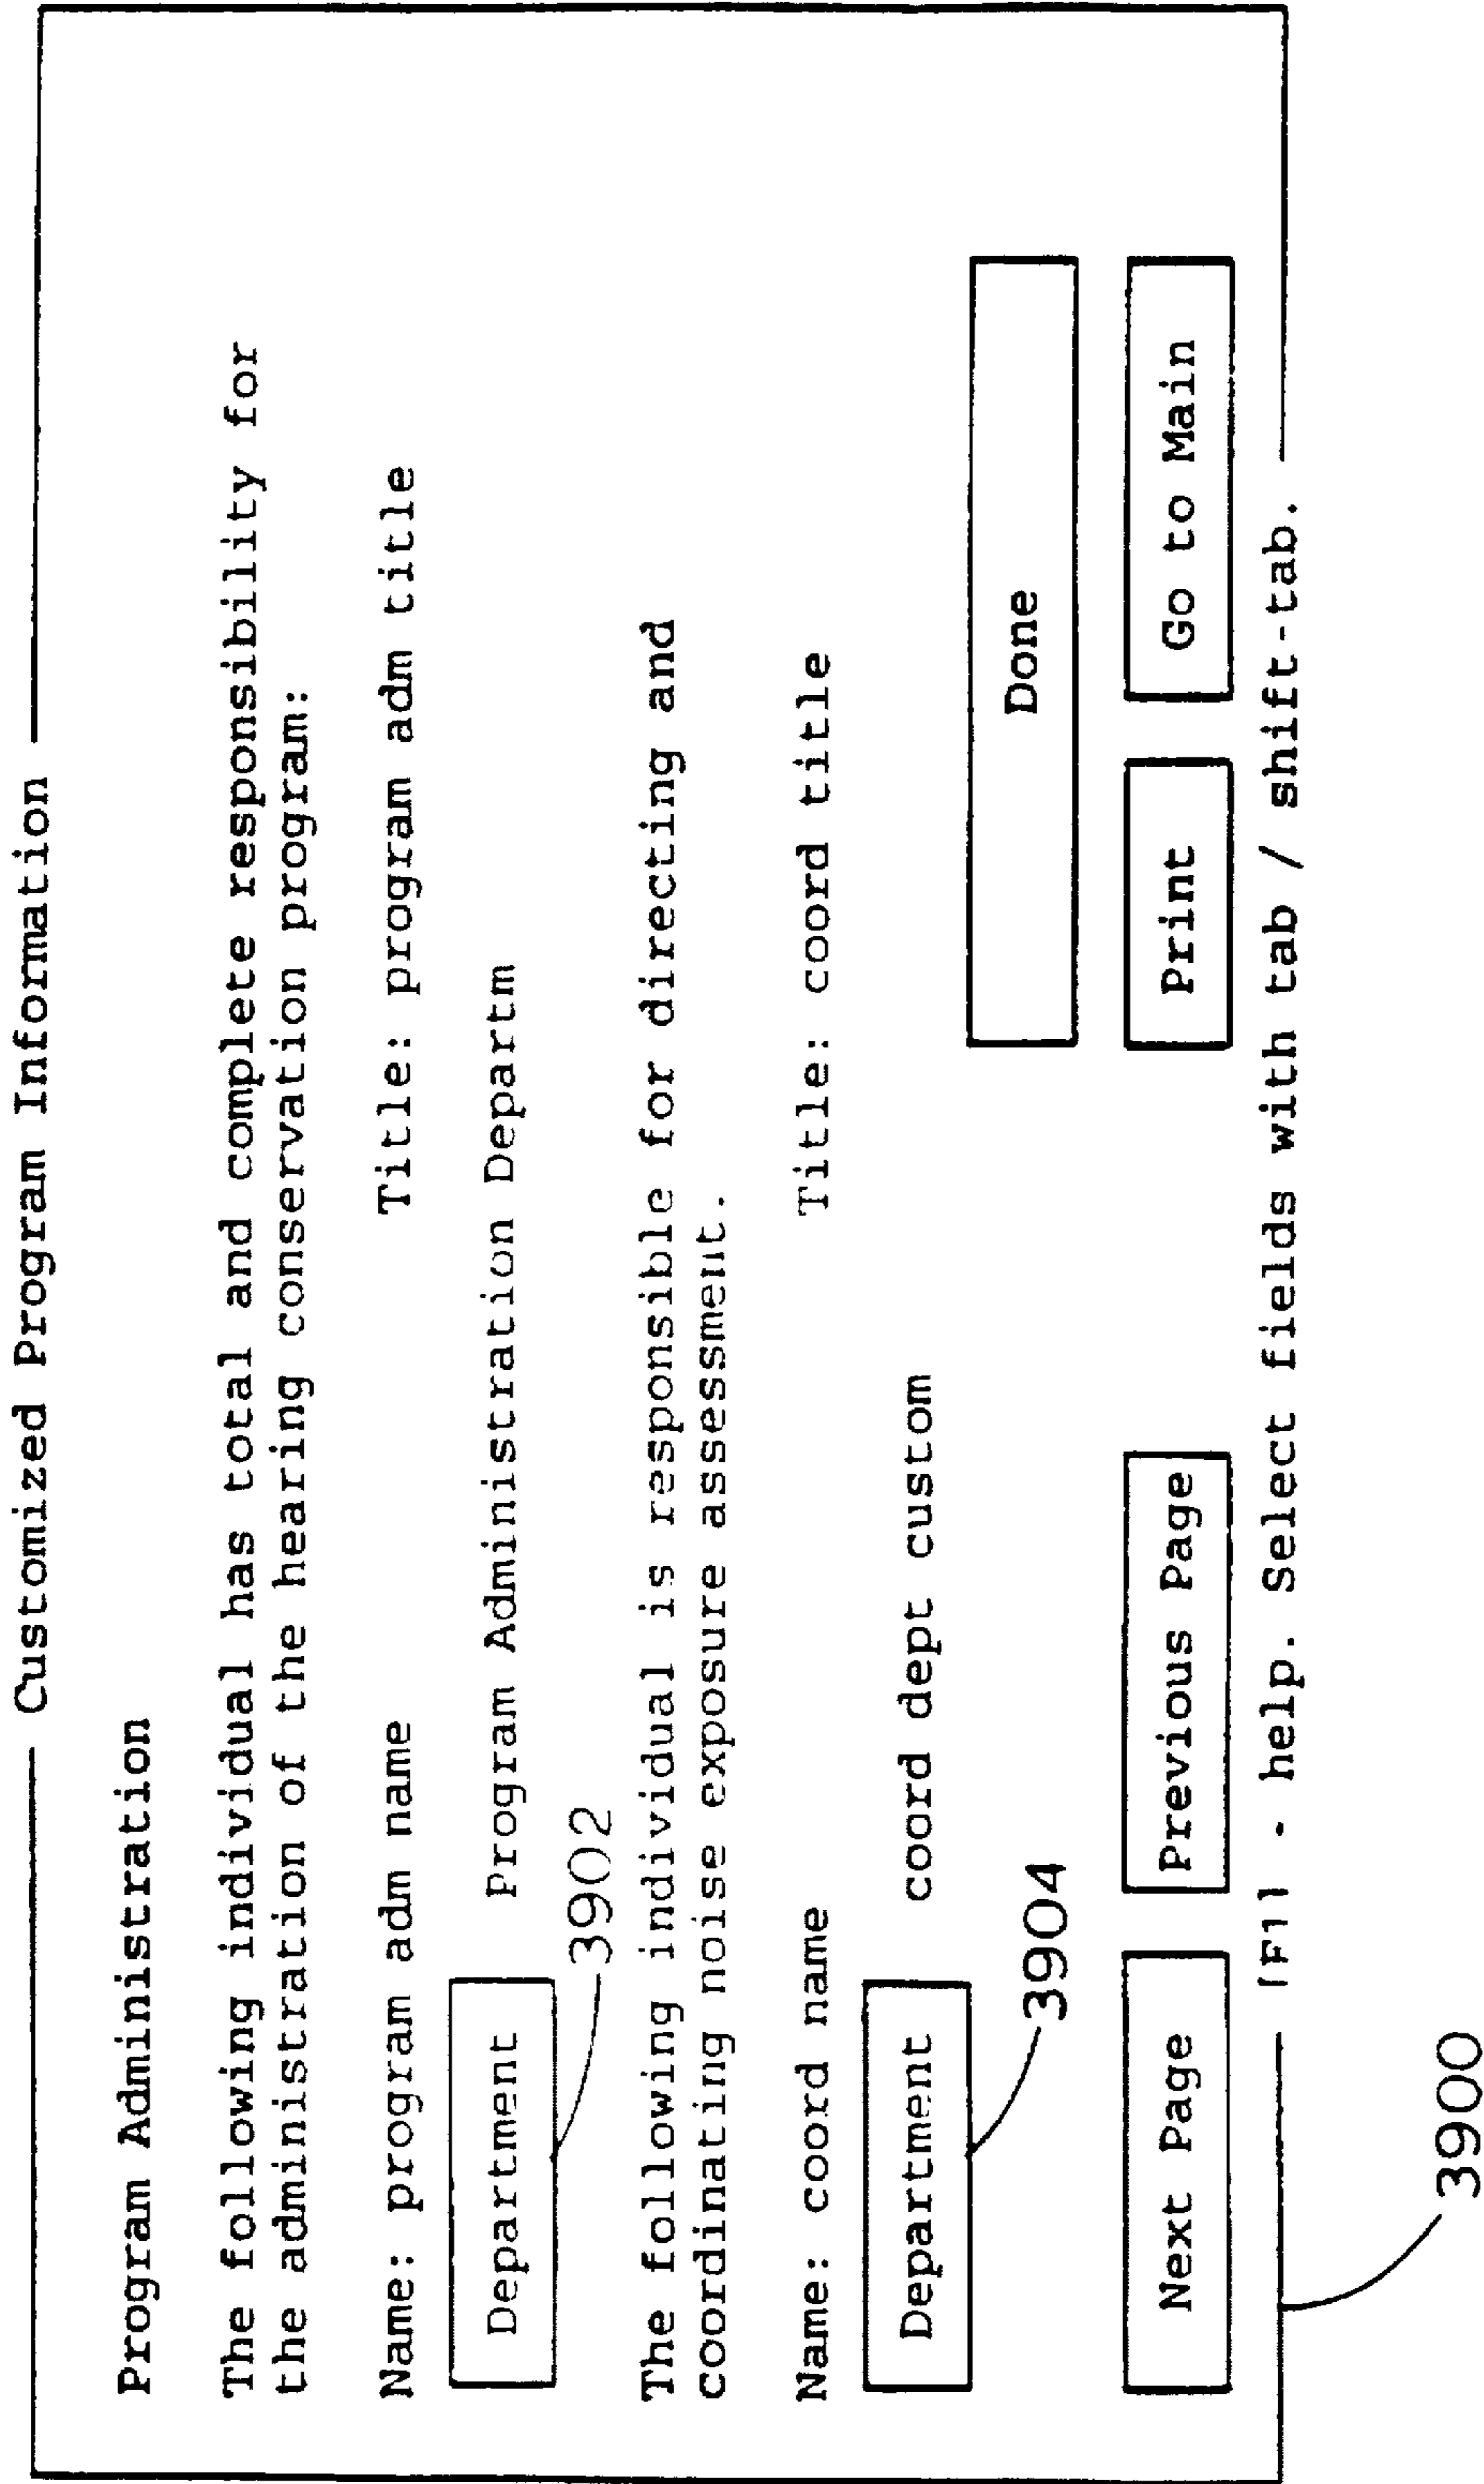 Customized Program Information
Program Administration
The following individual has total and complete responsibility for
the administration of the hearing conservation program:
Name: program adm name    Title: program adm title
Department    Program Administration Departm
3902
The following individual is responsible for directing and
coordinating noise exposure assessment.
Name: coord name    Title: coord title
Department    coord dept custom
3904
Done
Next Page    Previous Page    Print    Go to Main
[F1] - help. Select fields with tab / shift-tab.
3900